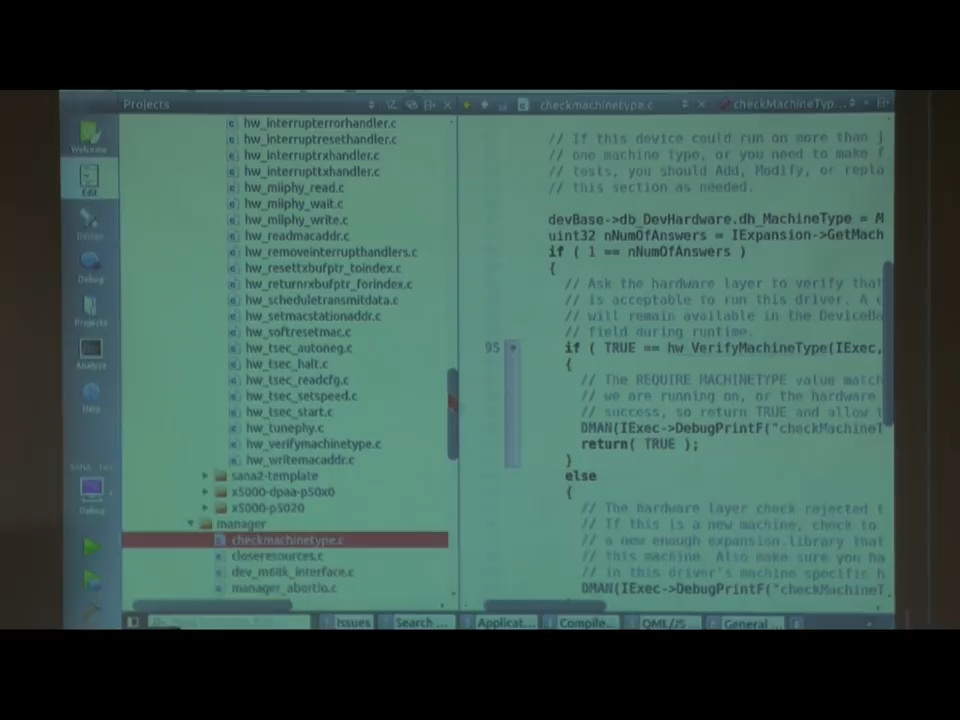 Projects
checkmachinetype.c
checkMachineTyp...
Welcome
Edit
Design
Debug
Projects
Analyze
Help
Debug
hw_interrupterrorhandler.c
hw_interruptresethandler.c
hw_interruptrxhandler.c
hw_interrupttxhandler.c
hw_miiphy_read.c
hw_miiphy_wait.c
hw_miiphy_write.c
hw_readmacaddr.c
hw_removeinterrupthandlers.c
hw_resettxbufptr_toindex.c
hw_returnrxbufptr_forindex.c
hw_scheduletransmitdata.c
hw_setmacstationaddr.c
hw_softresetmac.c
hw_tsec_autoneg.c
hw_tsec_halt.c
hw_tsec_readcfg.c
hw_tsec_setspeed.c
hw_tsec_start.c
hw_tunephy.c
hw_verifymachinetype.c
hw_writemacaddr.c
sana2-template
x5000-dpaa-p50x0
x5000-p5020
manager
checkmachinetype.c
closeresources.c
dev_m68k_interface.c
manager_abortio.c
// If this device could run on more than j
// one machine type, or you need to make f
// tests, you should Add, Modify, or repla
// this section as needed.
devBase->db_DevHardware.dh_MachineType = M
uint32 nNumOfAnswers = IExpansion->GetMach
if ( 1 == nNumOfAnswers )
{
// Ask the hardware layer to verify that
// is acceptable to run this driver. A c
// will remain available in the DeviceBa
// field during runtime.
95 if ( TRUE == hw_VerifyMachineType(IExec,
{
// The REQUIRE_MACHINETYPE value matc
// we are running on, or the hardware
// success, so return TRUE and allow t
DMAN(IExec->DebugPrintF("checkMachineT
return( TRUE );
}
else
{
// The hardware layer check rejected t
// If this is a new machine, check to
// a new enough expansion.library that
// this machine. Also make sure you ha
// in this driver's machine specific h
DMAN(IExec->DebugPrintF("checkMachineT
Issues
Search ...
Applicat...
Compile...
QML/JS ...
General ...